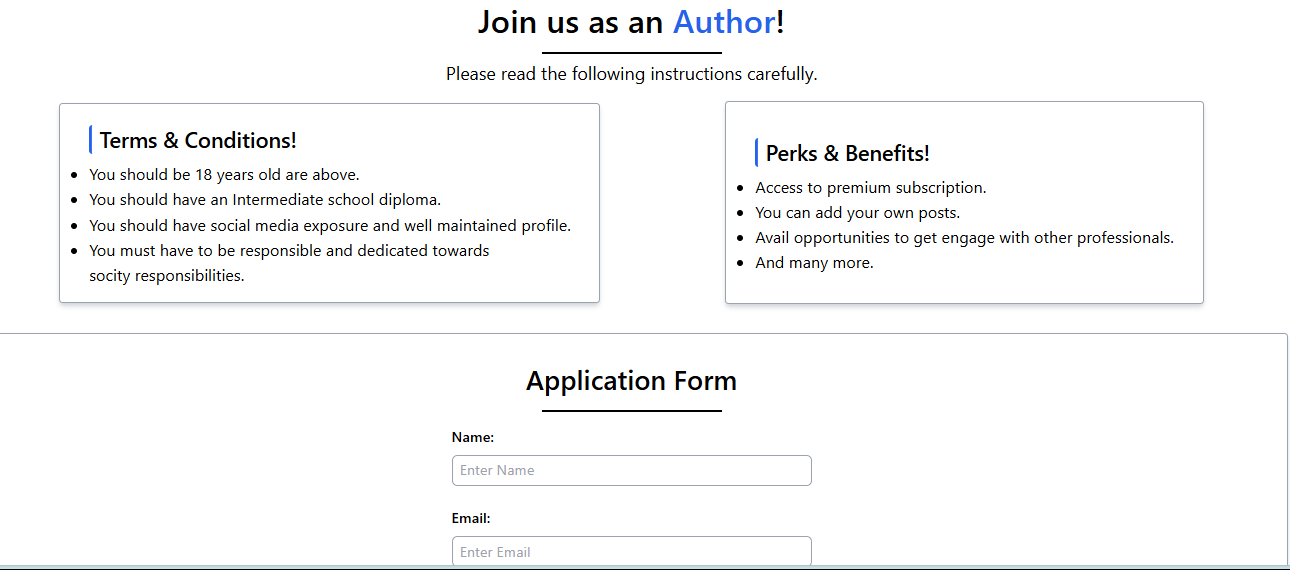 Join us as an Author!
Please read the following instructions carefully.
Terms & Conditions!
You should be 18 years old are above.
You should have an Intermediate school diploma.
You should have social media exposure and well maintained profile.
You must have to be responsible and dedicated towards
socity responsibilities.
Perks & Benefits!
Access to premium subscription.
You can add your own posts.
Avail opportunities to get engage with other professionals.
And many more.
Application Form
Name:
Enter Name
Email:
Enter Email